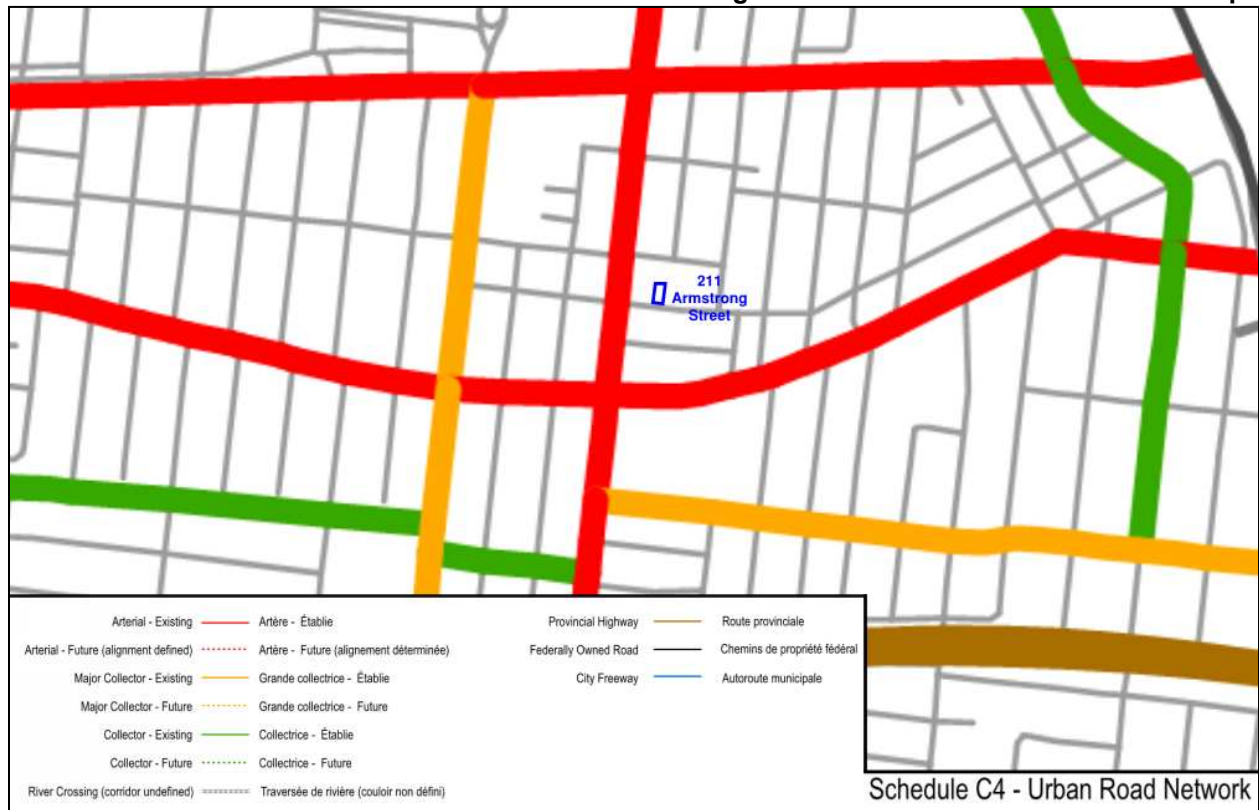 211
Armstrong
Street
Arterial - Existing Artère - Établie
Arterial - Future (alignment defined) Artère - Future (alignement déterminée)
Major Collector - Existing Grande collectrice - Établie
Major Collector - Future Grande collectrice - Future
Collector - Existing Collectrice - Établie
Collector - Future Collectrice - Future
River Crossing (corridor undefined) Traversée de rivière (couloir non défini)
Provincial Highway Route provinciale
Federally Owned Road Chemins de propriété fédéral
City Freeway Autoroute municipale
Schedule C4 - Urban Road Network